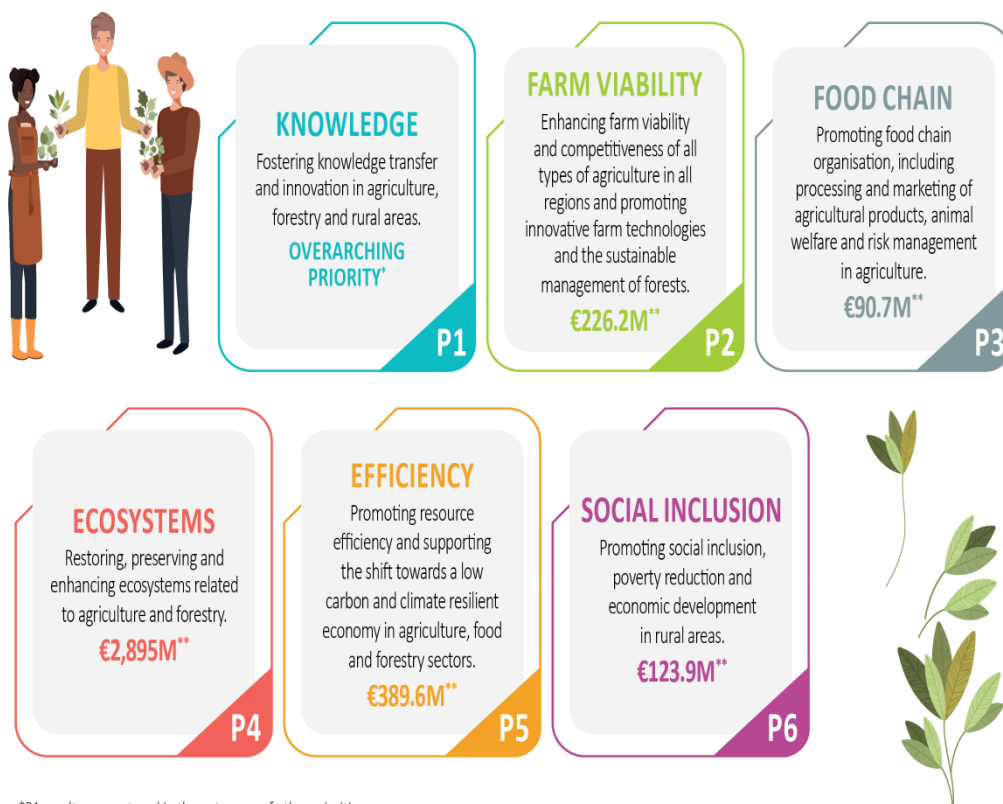 KNOWLEDGE
Fostering knowledge transfer
and innovation in agriculture,
forestry and rural areas.
OVERARCHING
PRIORITY*
P1
FARM VIABILITY
Enhancing farm viability
and competitiveness of all
types of agriculture in all
regions and promoting
innovative farm technologies
and the sustainable
management of forests.
€226.2M**
P2
FOOD CHAIN
Promoting food chain
organisation, including
processing and marketing of
agricultural products, animal
welfare and risk management
in agriculture.
€90.7M**
P3
ECOSYSTEMS
Restoring, preserving and
enhancing ecosystems related
to agriculture and forestry.
€2,895M**
P4
EFFICIENCY
Promoting resource
efficiency and supporting
the shift towards a low
carbon and climate resilient
economy in agriculture, food
and forestry sectors.
€389.6M**
P5
SOCIAL INCLUSION
Promoting social inclusion,
poverty reduction and
economic development
in rural areas.
€123.9M**
P6